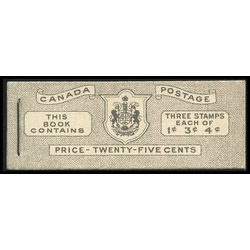 CANADA POSTAGE
THIS
BOOK
CONTAINS
THREE STAMPS
EACH OF
1¢ 3¢ 4¢
PRICE - TWENTY-FIVE CENTS